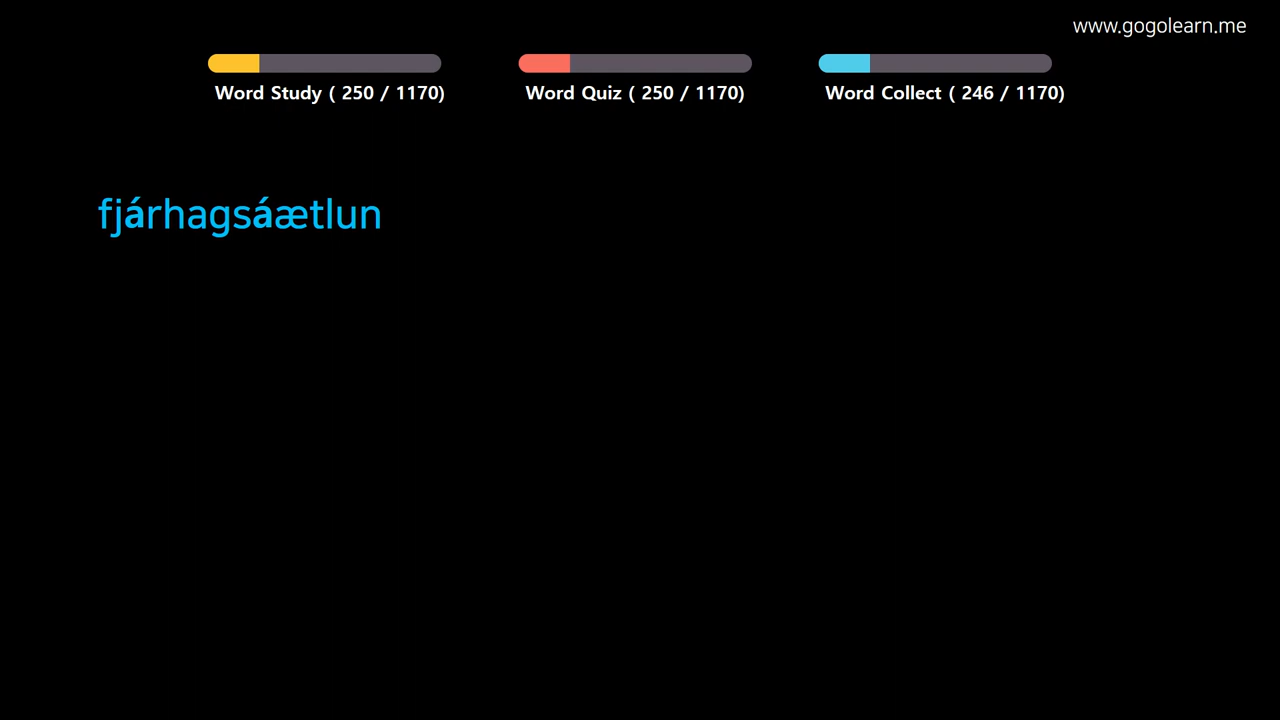 www.gogolearn.me
Word Study ( 250 / 1170)
Word Quiz ( 250 / 1170)
Word Collect ( 246 / 1170)
fjárhagsáætlun